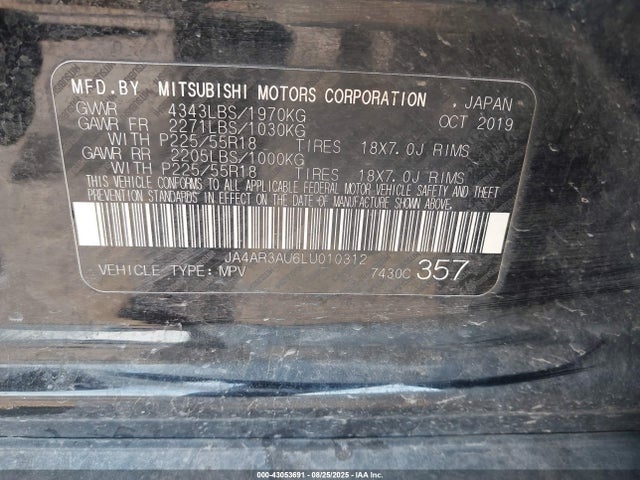 MFD. BY MITSUBISHI MOTORS CORPORATION , JAPAN
GVWR 4343LBS/1970KG OCT 2019
GAWR FR 2271LBS/1030KG
WITH P225/55R18 TIRES 18X7.0J RIMS
GAWR RR 2205LBS/1000KG
WITH P225/55R18 TIRES 18X7.0J RIMS
THIS VEHICLE CONFORMS TO ALL APPLICABLE FEDERAL MOTOR VEHICLE SAFETY AND THEFT
PREVENTION STANDARDS IN EFFECT ON THE DATE OF MANUFACTURE SHOWN ABOVE.
JA4AR3AU6LU010312
VEHICLE TYPE: MPV 7430C 357
000-43053691 - 08/25/2025 - IAA Inc.